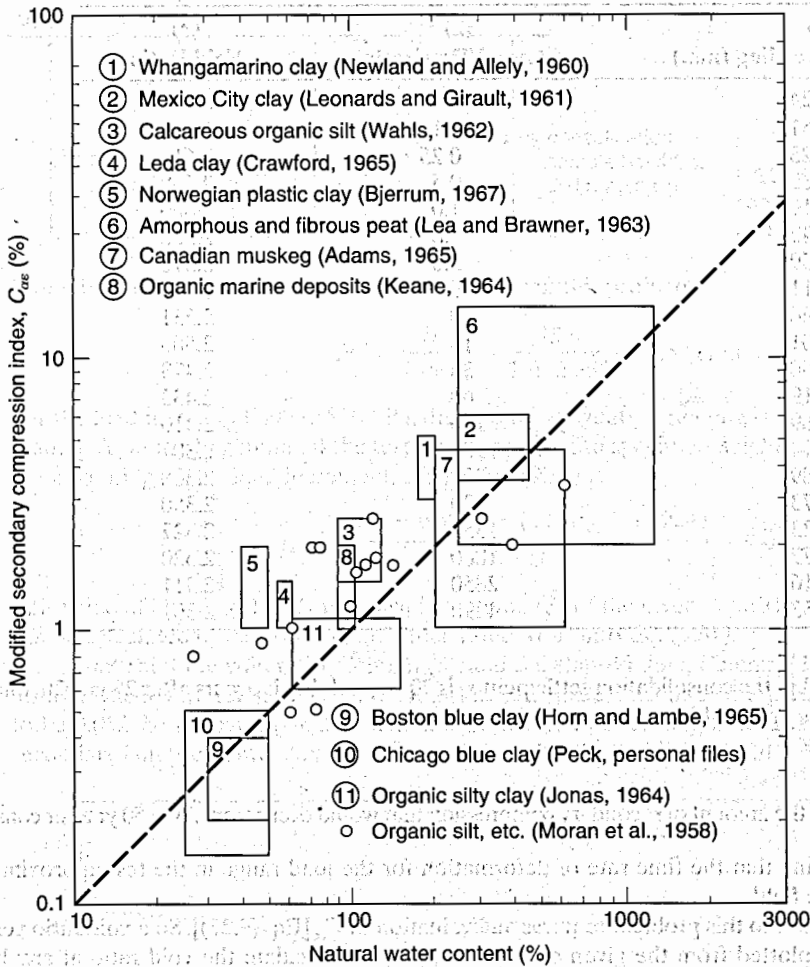 100
① Whangamarino clay (Newland and Allely, 1960)
② Mexico City clay (Leonards and Girault, 1961)
③ Calcareous organic silt (Wahls, 1962)
④ Leda clay (Crawford, 1965)
⑤ Norwegian plastic clay (Bjerrum, 1967)
⑥ Amorphous and fibrous peat (Lea and Brawner, 1963)
⑦ Canadian muskeg (Adams, 1965)
⑧ Organic marine deposits (Keane, 1964)
Modified secondary compression index, Cαε (%)
10
6
2
1
7
3
8
5
4
1
11
10
9
⑨ Boston blue clay (Horn and Lambe, 1965)
⑩ Chicago blue clay (Peck, personal files)
⑪ Organic silty clay (Jonas, 1964)
○ Organic silt, etc. (Moran et al., 1958)
0.1
10
100
1000
3000
Natural water content (%)